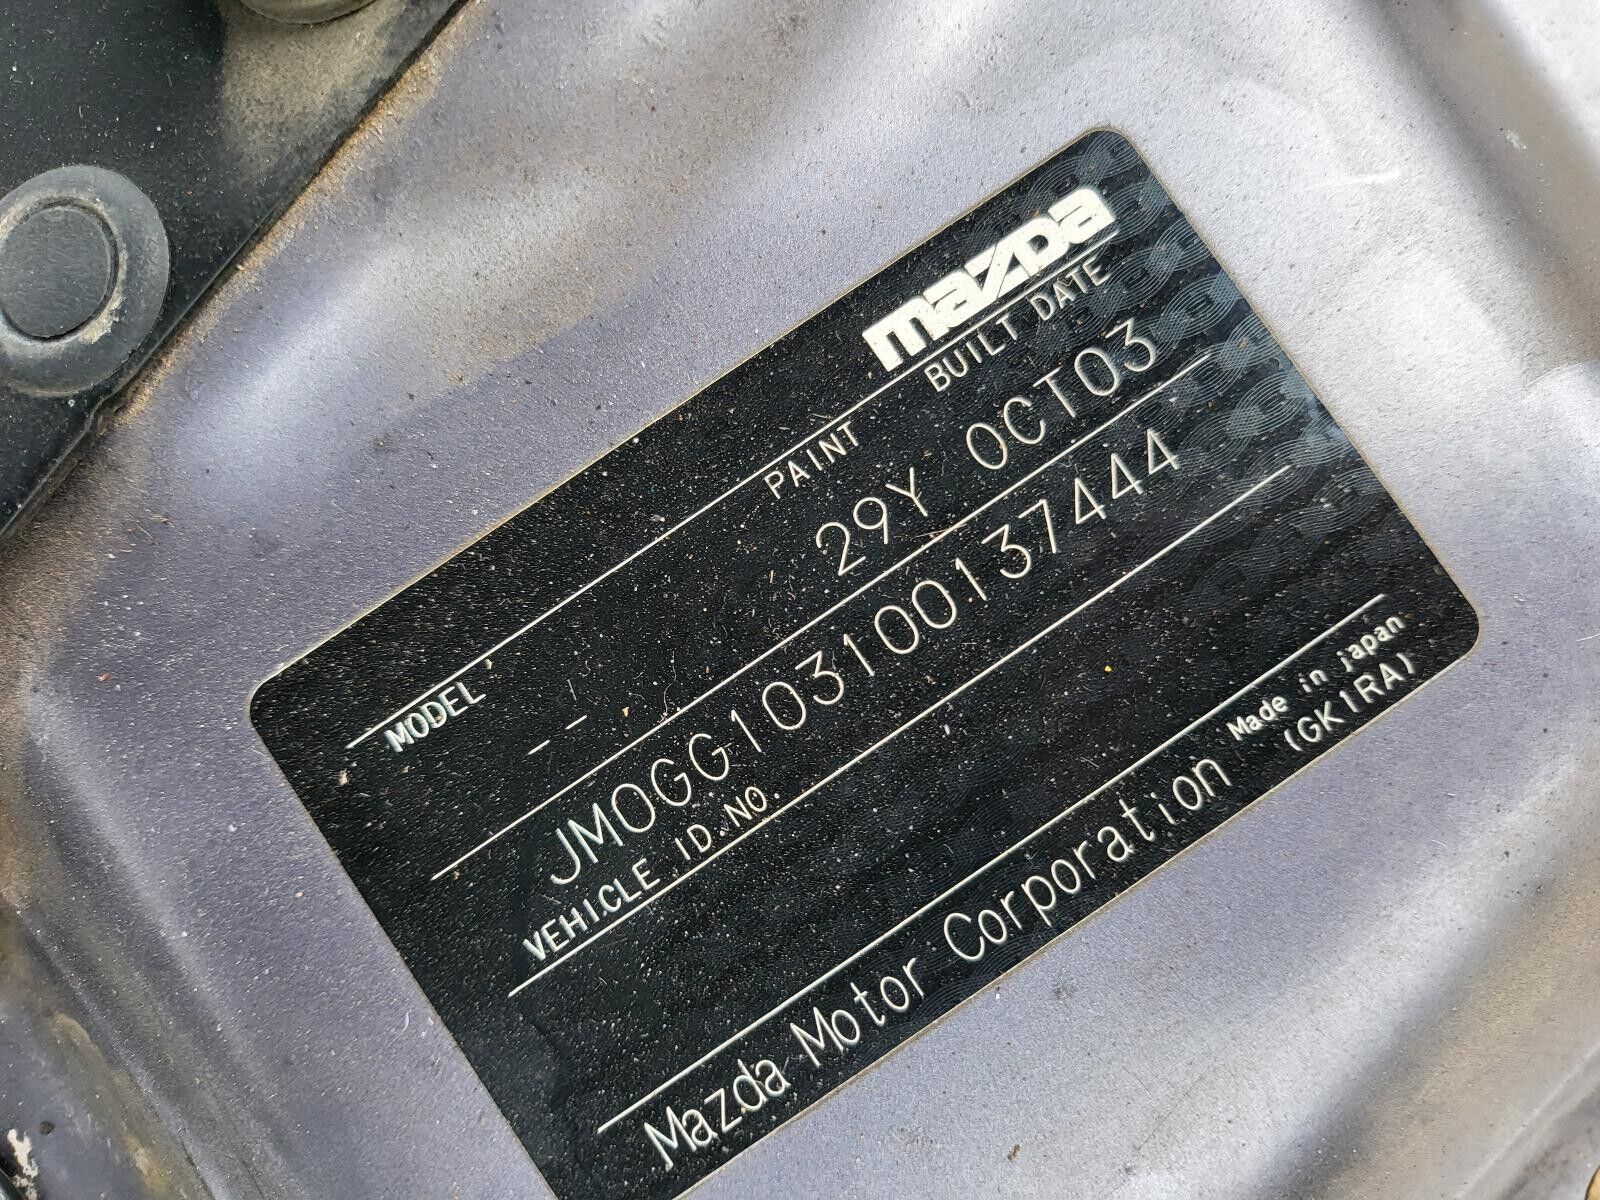 mazda
MODEL PAINT BUILT DATE
-- 29Y OCT03
JM0GG103100137444
VEHICLE ID.NO.
Mazda Motor Corporation Made in japan
(GK1RA)